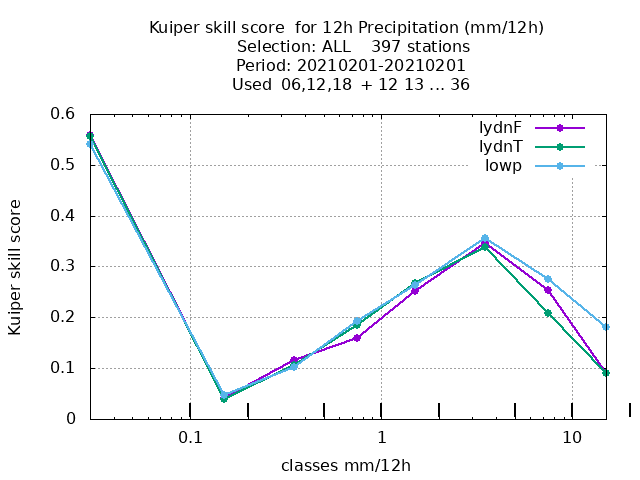 Kuiper skill score  for 12h Precipitation (mm/12h)
Selection: ALL    397 stations
Period: 20210201-20210201
Used  06,12,18  + 12 13 ... 36
lydnF
lydnT
lowp
0.6
0.5
0.4
0.3
0.2
0.1
0
Kuiper skill score
0.1
1
10
classes mm/12h